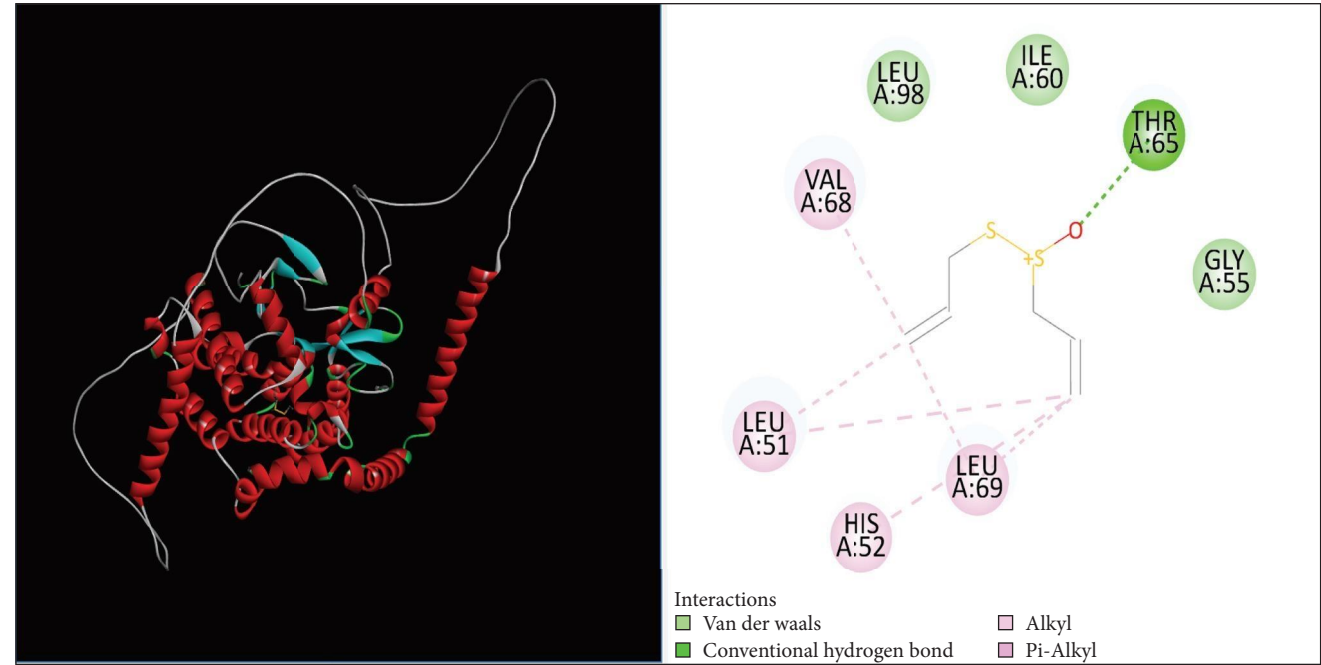 LEU
A:98
ILE
A:60
THR
A:65
VAL
A:68
S
O
+S
GLY
A:55
LEU
A:51
LEU
A:69
HIS
A:52
Interactions
Van der waals
Alkyl
Conventional hydrogen bond
Pi-Alkyl